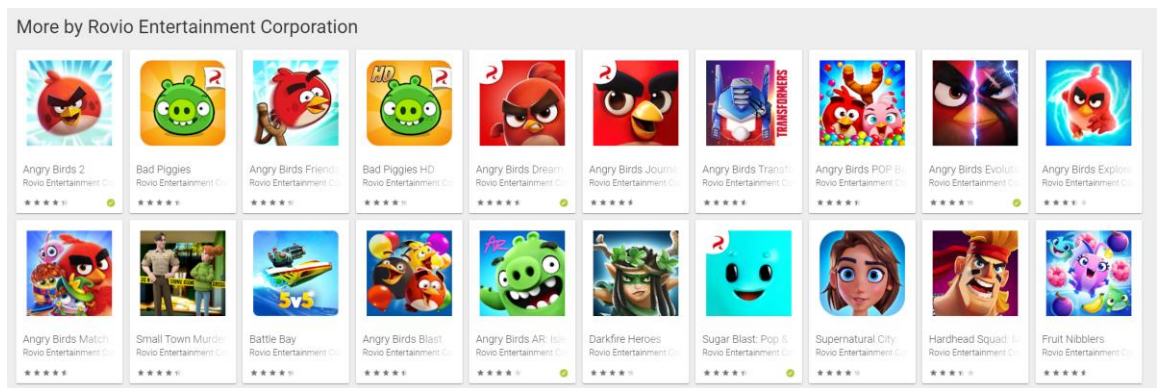 More by Rovio Entertainment Corporation
HD
TRANSFORMERS
Angry Birds 2
Bad Piggies
Angry Birds Friends
Bad Piggies HD
Angry Birds Dream
Angry Birds Journe
Angry Birds Transfo
Angry Birds POP B
Angry Birds Evoluti
Angry Birds Explore
Rovio Entertainment Co
Rovio Entertainment Co
Rovio Entertainment Co
Rovio Entertainment Co
Rovio Entertainment Co
Rovio Entertainment Co
Rovio Entertainment Co
Rovio Entertainment Co
Rovio Entertainment Co
Rovio Entertainment Co
5v5
AR
Angry Birds Match
Small Town Murder
Battle Bay
Angry Birds Blast
Angry Birds AR: Isle
Darkfire Heroes
Sugar Blast: Pop &
Supernatural City:
Hardhead Squad: M
Fruit Nibblers
Rovio Entertainment Co
Rovio Entertainment Co
Rovio Entertainment Co
Rovio Entertainment Co
Rovio Entertainment Co
Rovio Entertainment Co
Rovio Entertainment Co
Rovio Entertainment Co
Rovio Entertainment Co
Rovio Entertainment Co